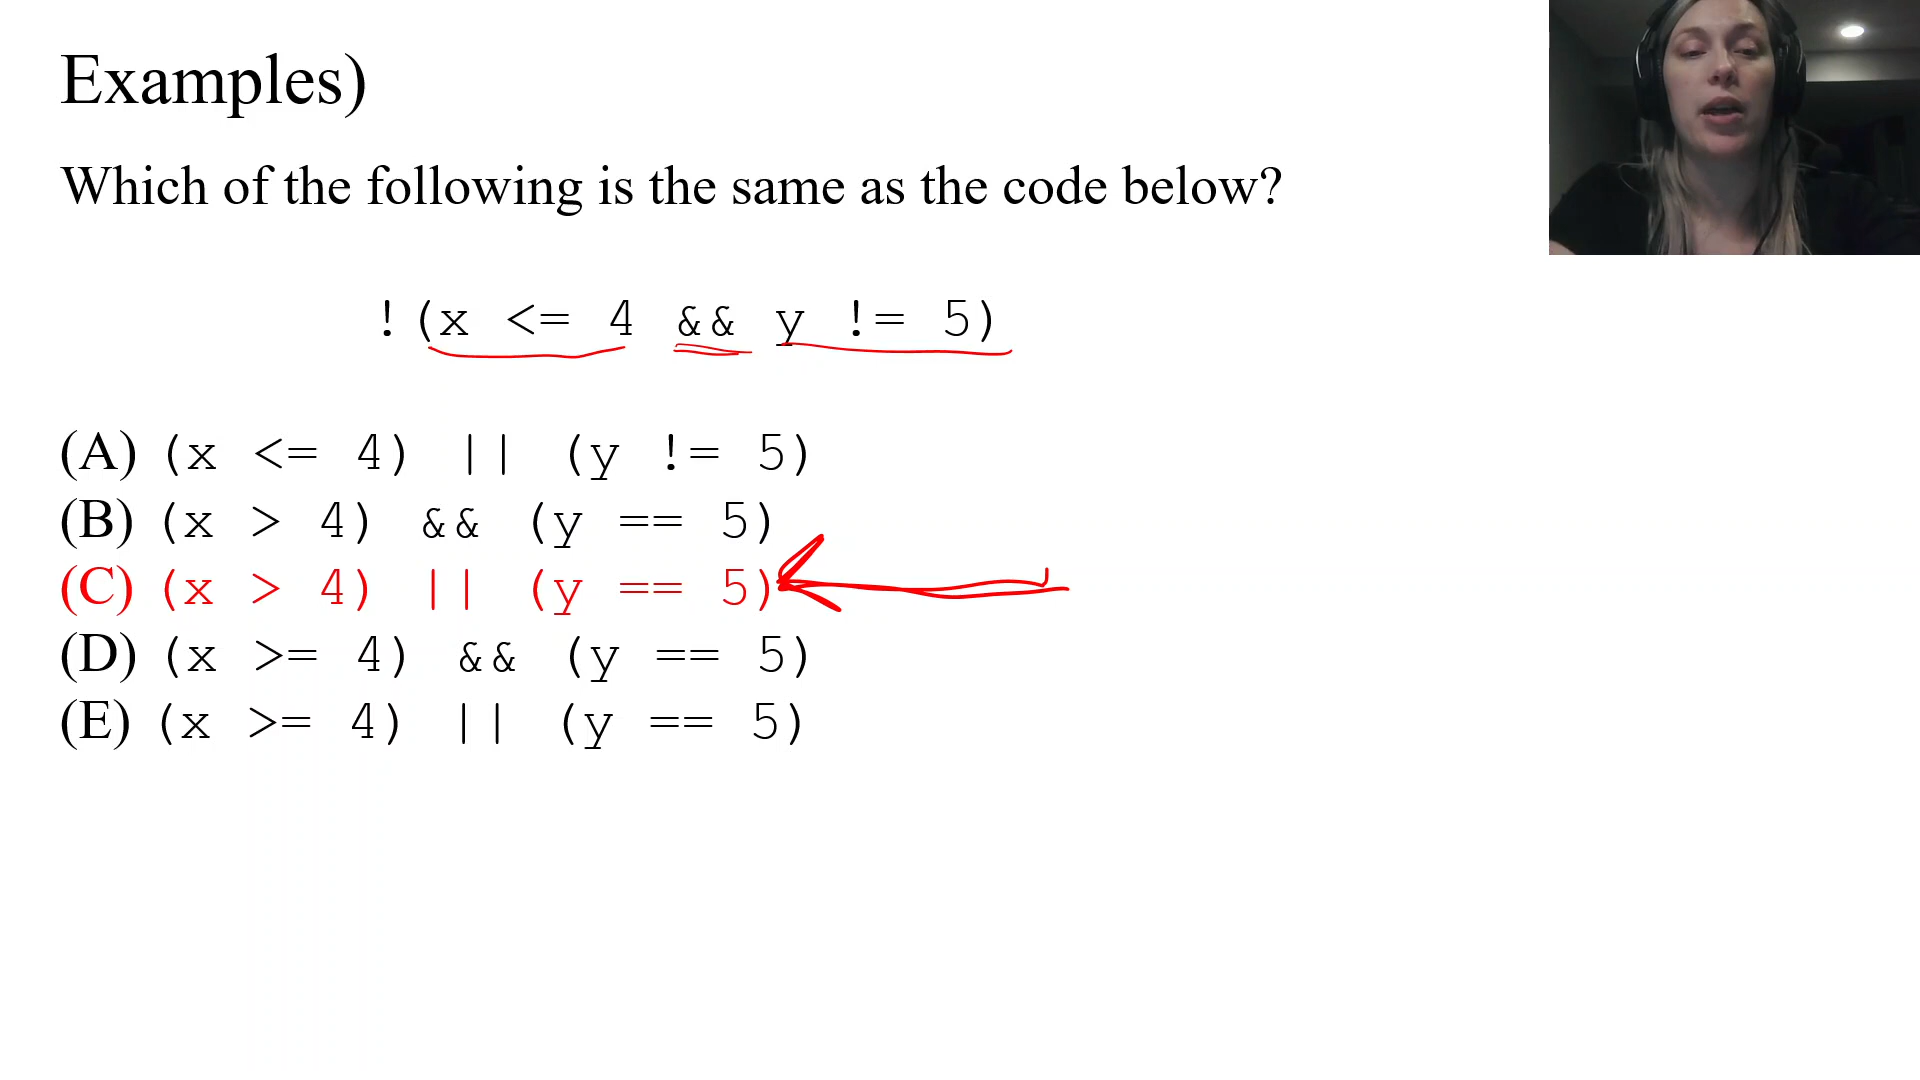 Examples)
Which of the following is the same as the code below?
!(x <= 4 && y != 5)
(A) (x <= 4) || (y != 5)
(B) (x > 4) && (y == 5)
(C) (x > 4) || (y == 5)
(D) (x >= 4) && (y == 5)
(E) (x >= 4) || (y == 5)